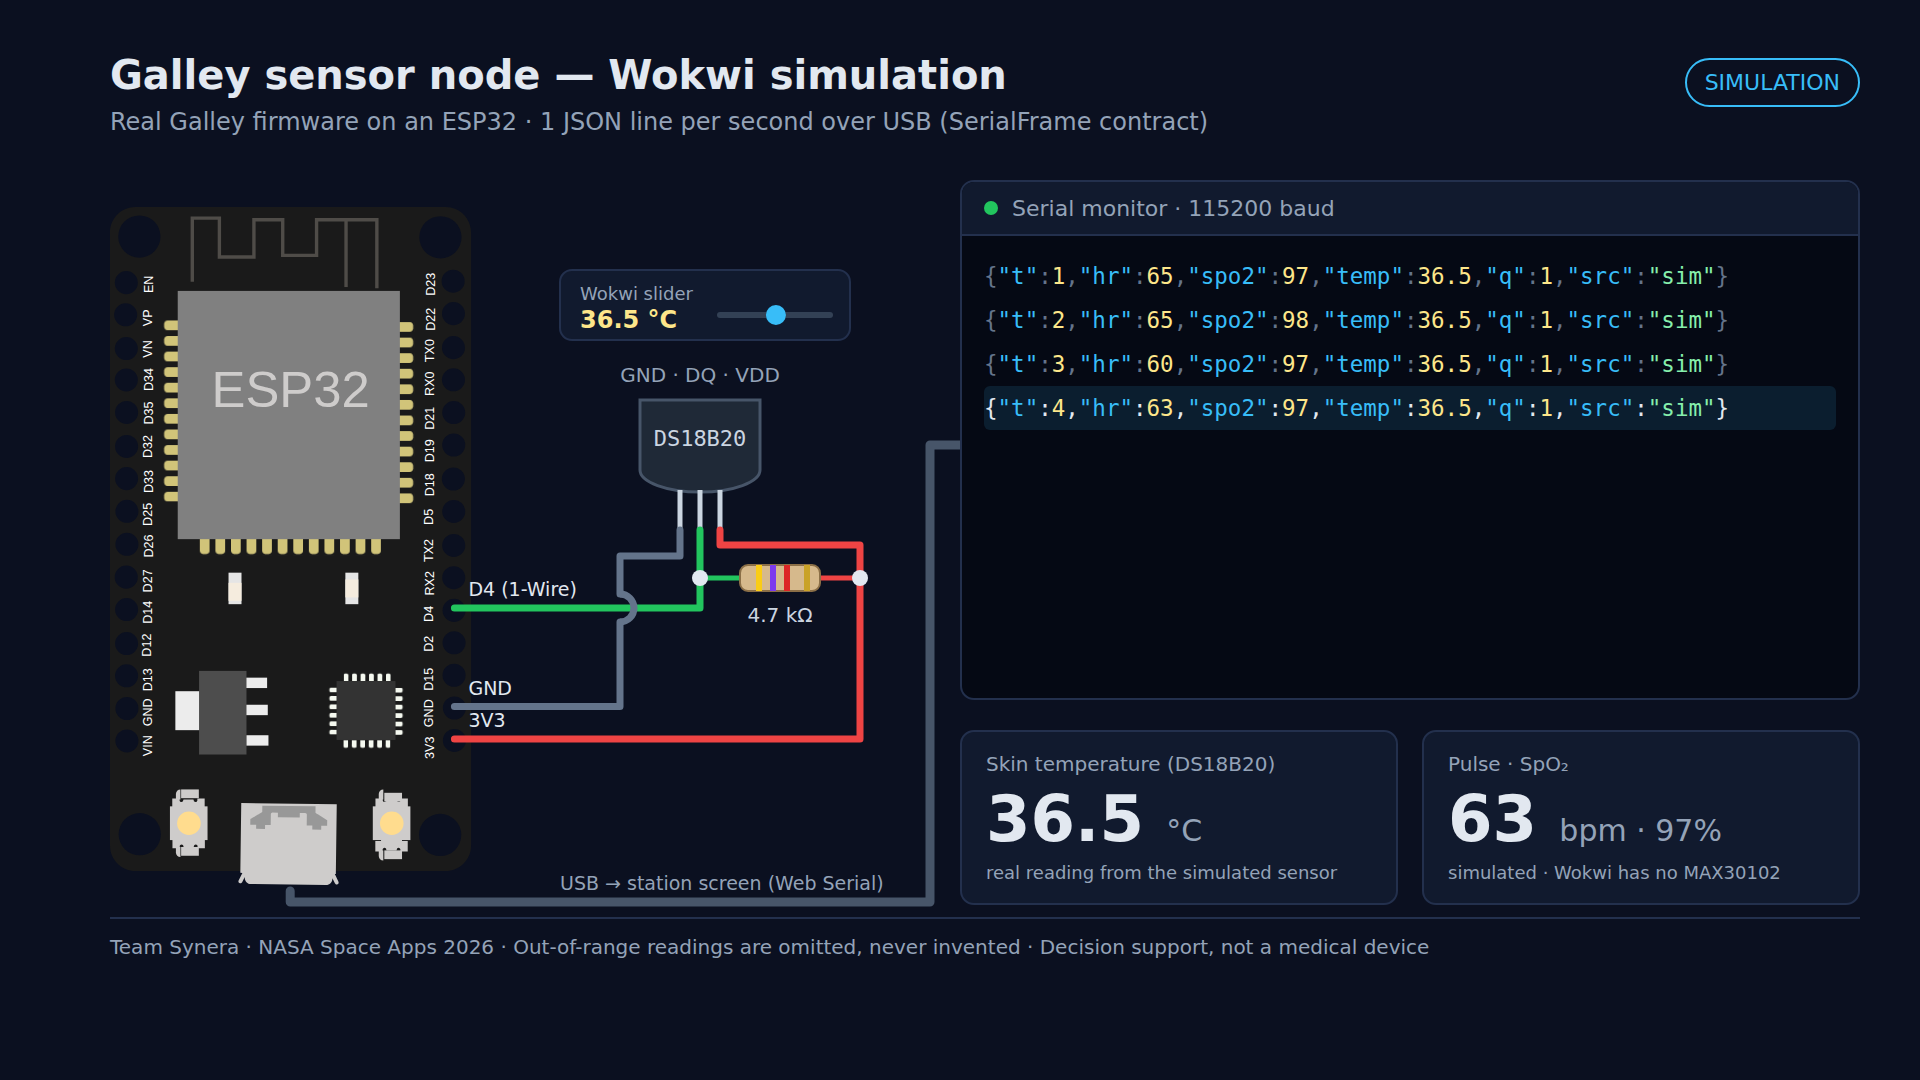 Galley sensor node — Wokwi simulation
SIMULATION
Real Galley firmware on an ESP32 · 1 JSON line per second over USB (SerialFrame contract)
EN
VP
VN
D34
D35
D32
D33
D25
D26
D27
D14
D12
D13
GND
VIN
ESP32
D23
D22
TX0
RX0
D21
D19
D18
D5
TX2
RX2
D4
D2
D15
GND
3V3
Wokwi slider
36.5 °C
GND · DQ · VDD
DS18B20
D4 (1-Wire)
4.7 kΩ
GND
3V3
USB → station screen (Web Serial)
Serial monitor · 115200 baud
{"t":1,"hr":65,"spo2":97,"temp":36.5,"q":1,"src":"sim"}
{"t":2,"hr":65,"spo2":98,"temp":36.5,"q":1,"src":"sim"}
{"t":3,"hr":60,"spo2":97,"temp":36.5,"q":1,"src":"sim"}
{"t":4,"hr":63,"spo2":97,"temp":36.5,"q":1,"src":"sim"}
Skin temperature (DS18B20)
36.5 °C
real reading from the simulated sensor
Pulse · SpO₂
63 bpm · 97%
simulated · Wokwi has no MAX30102
Team Synera · NASA Space Apps 2026 · Out-of-range readings are omitted, never invented · Decision support, not a medical device